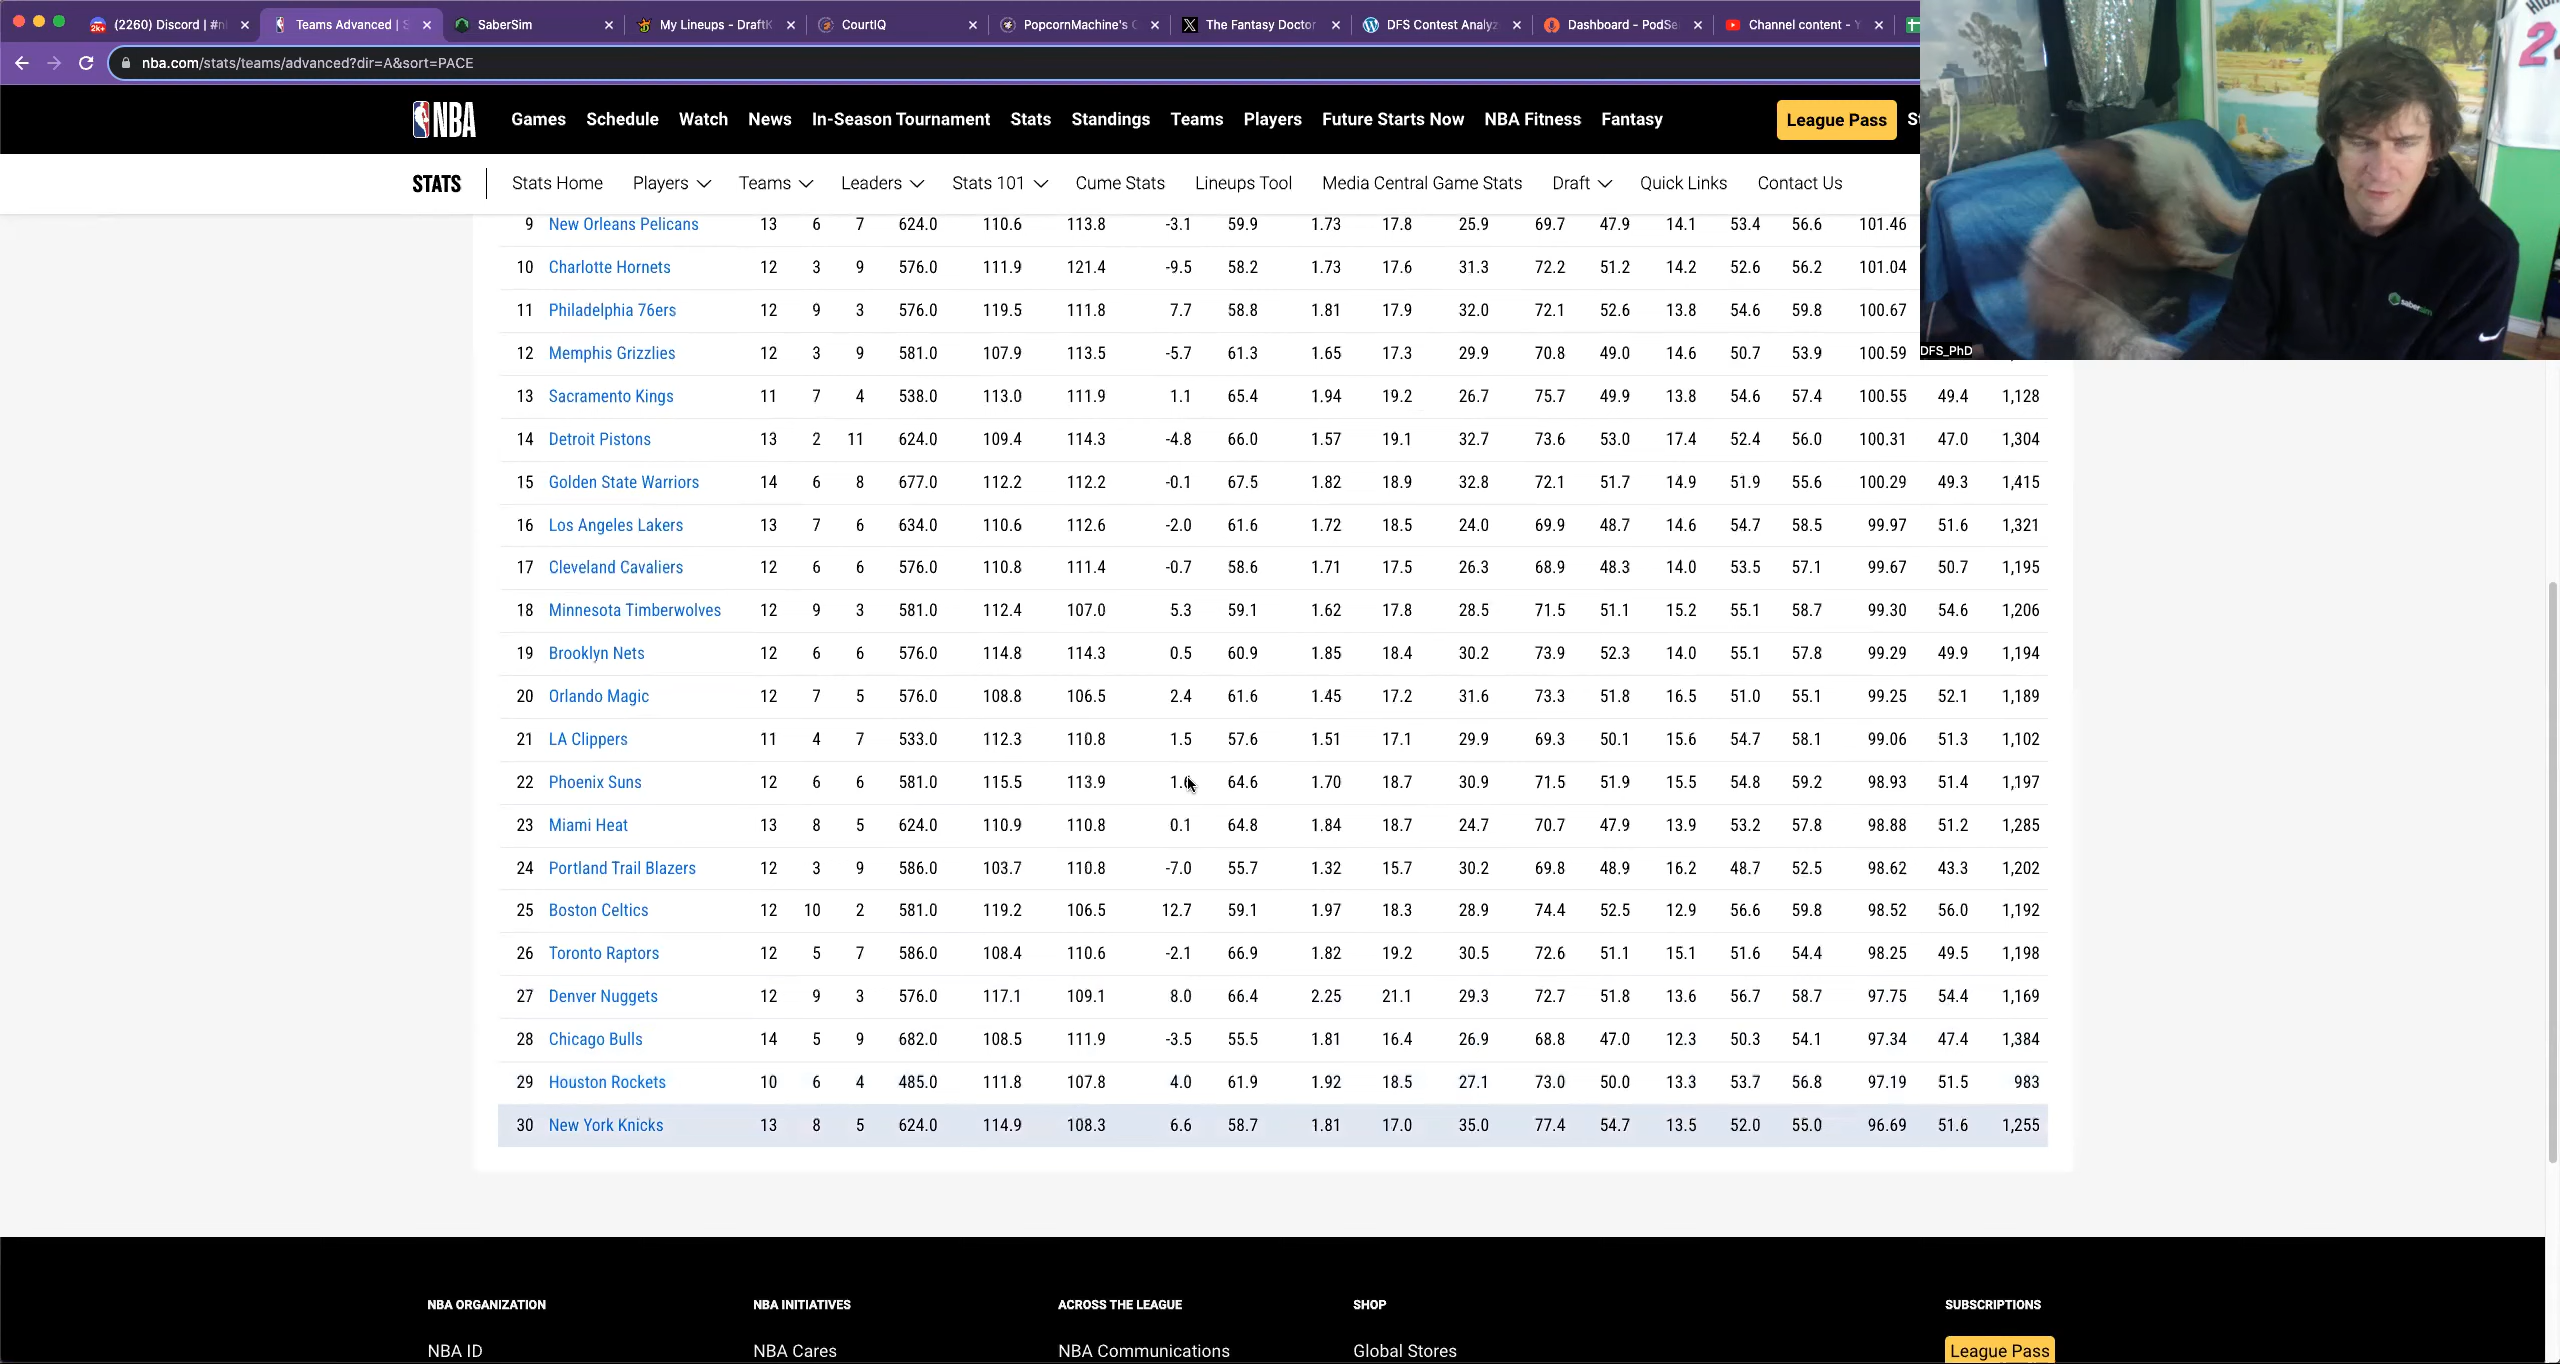 (2260) Discord | #n Teams Advanced | S SaberSim My Lineups - DraftK CourtIQ PopcornMachine's The Fantasy Doctor DFS Contest Analyz Dashboard - PodSe Channel content - Y
nba.com/stats/teams/advanced?dir=A&sort=PACE
NBA Games Schedule Watch News In-Season Tournament Stats Standings Teams Players Future Starts Now NBA Fitness Fantasy League Pass
STATS Stats Home Players Teams Leaders Stats 101 Cume Stats Lineups Tool Media Central Game Stats Draft Quick Links Contact Us
9 New Orleans Pelicans 13 6 7 624.0 110.6 113.8 -3.1 59.9 1.73 17.8 25.9 69.7 47.9 14.1 53.4 56.6 101.46
10 Charlotte Hornets 12 3 9 576.0 111.9 121.4 -9.5 58.2 1.73 17.6 31.3 72.2 51.2 14.2 52.6 56.2 101.04
11 Philadelphia 76ers 12 9 3 576.0 119.5 111.8 7.7 58.8 1.81 17.9 32.0 72.1 52.6 13.8 54.6 59.8 100.67
12 Memphis Grizzlies 12 3 9 581.0 107.9 113.5 -5.7 61.3 1.65 17.3 29.9 70.8 49.0 14.6 50.7 53.9 100.59
DFS_PhD
sabersim
13 Sacramento Kings 11 7 4 538.0 113.0 111.9 1.1 65.4 1.94 19.2 26.7 75.7 49.9 13.8 54.6 57.4 100.55 49.4 1,128
14 Detroit Pistons 13 2 11 624.0 109.4 114.3 -4.8 66.0 1.57 19.1 32.7 73.6 53.0 17.4 52.4 56.0 100.31 47.0 1,304
15 Golden State Warriors 14 6 8 677.0 112.2 112.2 -0.1 67.5 1.82 18.9 32.8 72.1 51.7 14.9 51.9 55.6 100.29 49.3 1,415
16 Los Angeles Lakers 13 7 6 634.0 110.6 112.6 -2.0 61.6 1.72 18.5 24.0 69.9 48.7 14.6 54.7 58.5 99.97 51.6 1,321
17 Cleveland Cavaliers 12 6 6 576.0 110.8 111.4 -0.7 58.6 1.71 17.5 26.3 68.9 48.3 14.0 53.5 57.1 99.67 50.7 1,195
18 Minnesota Timberwolves 12 9 3 581.0 112.4 107.0 5.3 59.1 1.62 17.8 28.5 71.5 51.1 15.2 55.1 58.7 99.30 54.6 1,206
19 Brooklyn Nets 12 6 6 576.0 114.8 114.3 0.5 60.9 1.85 18.4 30.2 73.9 52.3 14.0 55.1 57.8 99.29 49.9 1,194
20 Orlando Magic 12 7 5 576.0 108.8 106.5 2.4 61.6 1.45 17.2 31.6 73.3 51.8 16.5 51.0 55.1 99.25 52.1 1,189
21 LA Clippers 11 4 7 533.0 112.3 110.8 1.5 57.6 1.51 17.1 29.9 69.3 50.1 15.6 54.7 58.1 99.06 51.3 1,102
22 Phoenix Suns 12 6 6 581.0 115.5 113.9 64.6 1.70 18.7 30.9 71.5 51.9 15.5 54.8 59.2 98.93 51.4 1,197
23 Miami Heat 13 8 5 624.0 110.9 110.8 0.1 64.8 1.84 18.7 24.7 70.7 47.9 13.9 53.2 57.8 98.88 51.2 1,285
24 Portland Trail Blazers 12 3 9 586.0 103.7 110.8 -7.0 55.7 1.32 15.7 30.2 69.8 48.9 16.2 48.7 52.5 98.62 43.3 1,202
25 Boston Celtics 12 10 2 581.0 119.2 106.5 12.7 59.1 1.97 18.3 28.9 74.4 52.5 12.9 56.6 59.8 98.52 56.0 1,192
26 Toronto Raptors 12 5 7 586.0 108.4 110.6 -2.1 66.9 1.82 19.2 30.5 72.6 51.1 15.1 51.6 54.4 98.25 49.5 1,198
27 Denver Nuggets 12 9 3 576.0 117.1 109.1 8.0 66.4 2.25 21.1 29.3 72.7 51.8 13.6 56.7 58.7 97.75 54.4 1,169
28 Chicago Bulls 14 5 9 682.0 108.5 111.9 -3.5 55.5 1.81 16.4 26.9 68.8 47.0 12.3 50.3 54.1 97.34 47.4 1,384
29 Houston Rockets 10 6 4 485.0 111.8 107.8 4.0 61.9 1.92 18.5 27.1 73.0 50.0 13.3 53.7 56.8 97.19 51.5 983
30 New York Knicks 13 8 5 624.0 114.9 108.3 6.6 58.7 1.81 17.0 35.0 77.4 54.7 13.5 52.0 55.0 96.69 51.6 1,255
NBA ORGANIZATION NBA INITIATIVES ACROSS THE LEAGUE SHOP SUBSCRIPTIONS
NBA ID NBA Cares NBA Communications Global Stores League Pass